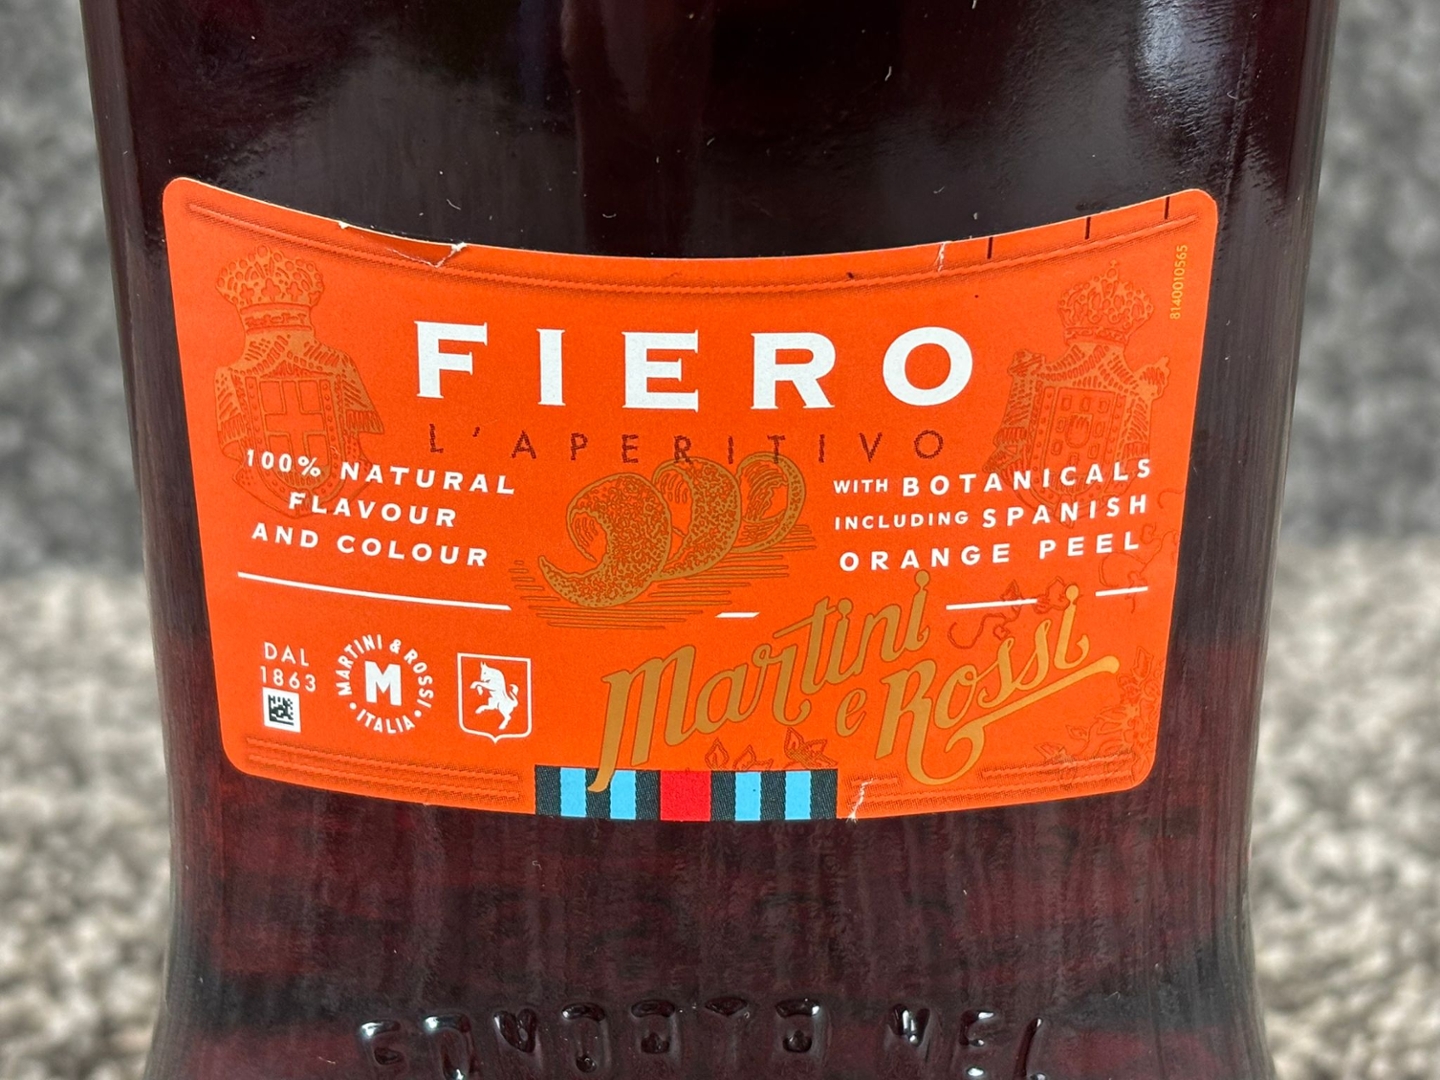 8140010565
FIERO
L'APERITIVO
100% NATURAL
FLAVOUR
AND COLOUR
WITH BOTANICALS
INCLUDING SPANISH
ORANGE PEEL
DAL
1863
MARTINI & ROSSI
M
• ITALIA •
Martini
e Rossi